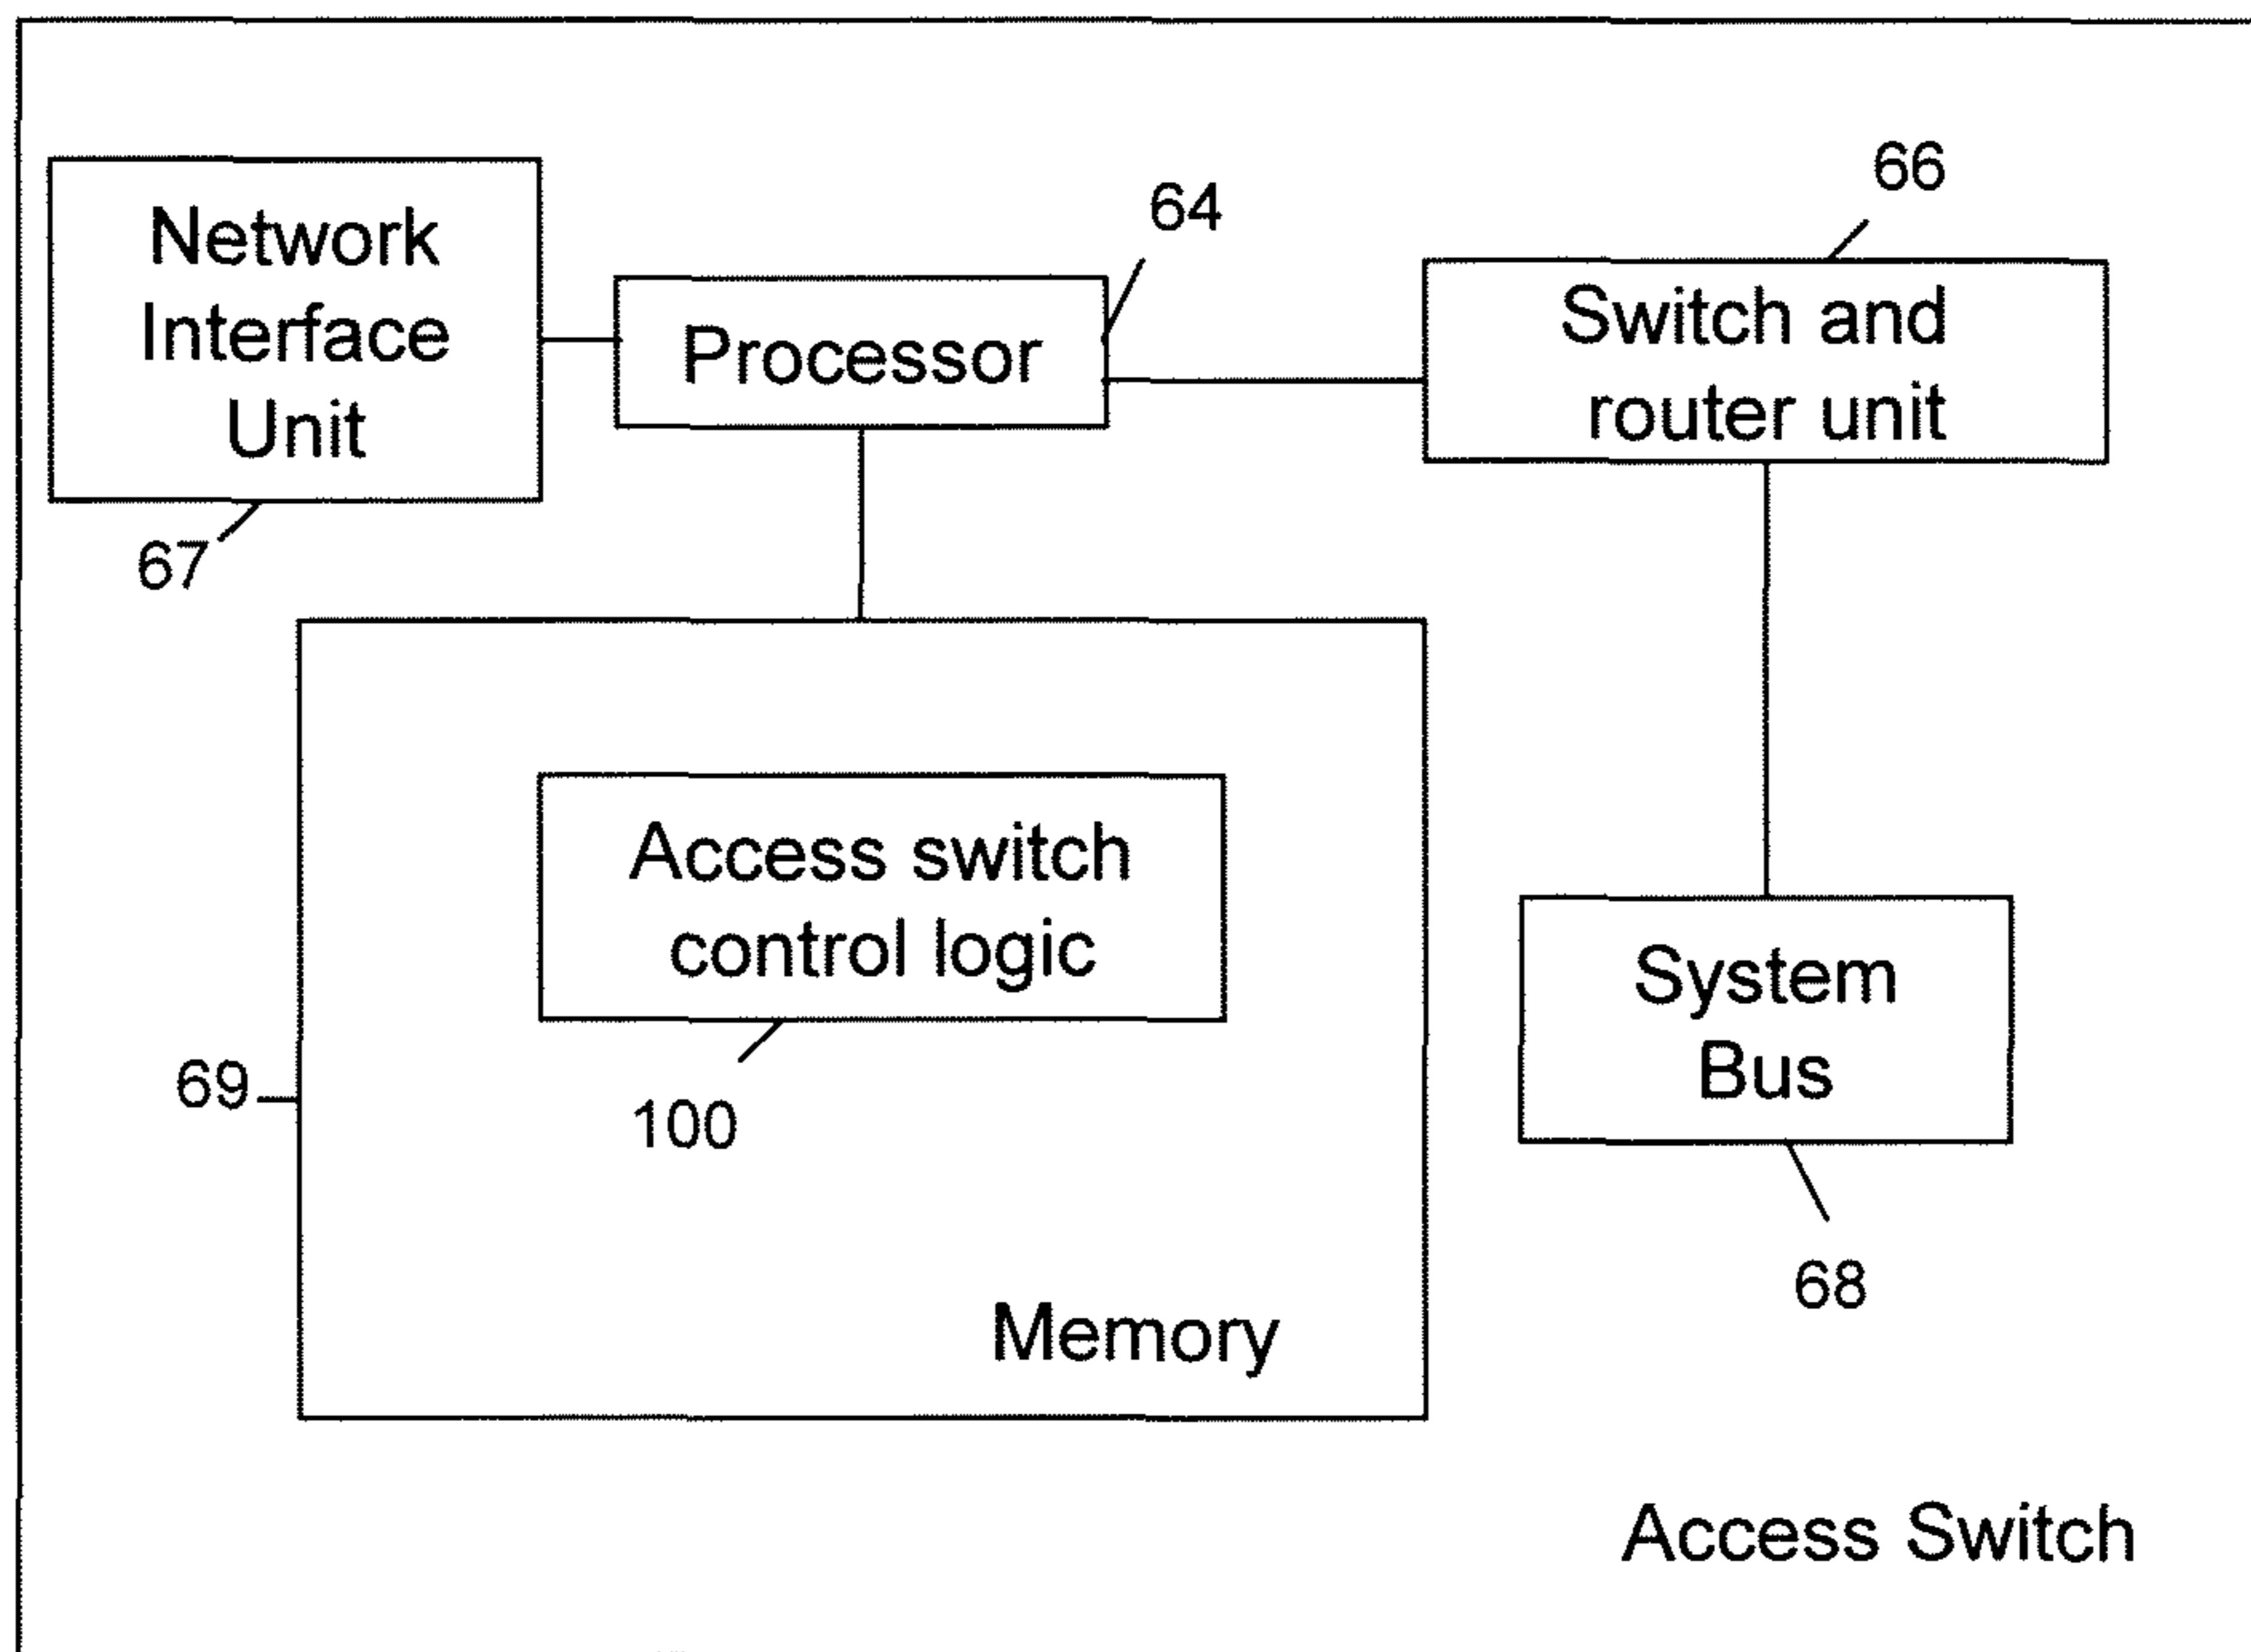 66
64
Network
Interface
Unit
Processor
Switch and
router unit
67
Access switch
control logic
System
Bus
69
100
68
Memory
Access Switch